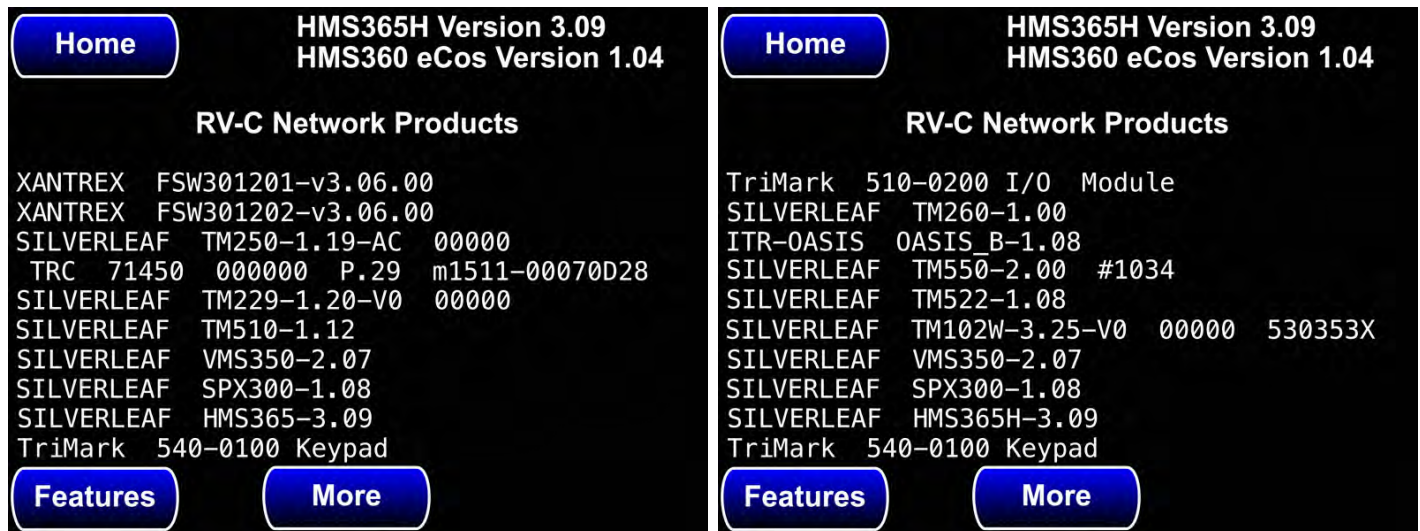 Home
HMS365H Version 3.09
HMS360 eCos Version 1.04
RV-C Network Products
XANTREX FSW301201-v3.06.00
XANTREX FSW301202-v3.06.00
SILVERLEAF TM250-1.19-AC 00000
TRC 71450 000000 P.29 m1511-00070D28
SILVERLEAF TM229-1.20-V0 00000
SILVERLEAF TM510-1.12
SILVERLEAF VMS350-2.07
SILVERLEAF SPX300-1.08
SILVERLEAF HMS365-3.09
TriMark 540-0100 Keypad
Features
More
Home
HMS365H Version 3.09
HMS360 eCos Version 1.04
RV-C Network Products
TriMark 510-0200 I/O Module
SILVERLEAF TM260-1.00
ITR-OASIS OASIS_B-1.08
SILVERLEAF TM550-2.00 #1034
SILVERLEAF TM522-1.08
SILVERLEAF TM102W-3.25-V0 00000 530353X
SILVERLEAF VMS350-2.07
SILVERLEAF SPX300-1.08
SILVERLEAF HMS365H-3.09
TriMark 540-0100 Keypad
Features
More